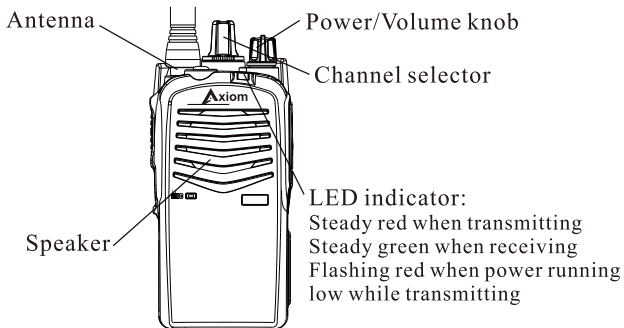 Antenna
Power/Volume knob
Channel selector
Axiom
LED indicator:
Steady red when transmitting
Steady green when receiving
Flashing red when power running
low while transmitting
Speaker